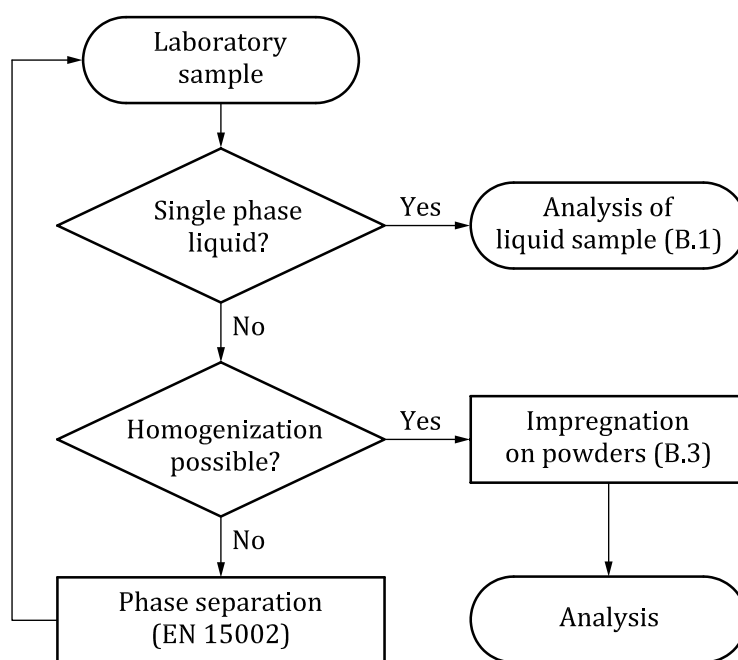 Laboratory
sample
Single phase
liquid?
Yes
Analysis of
liquid sample (B.1)
No
Homogenization
possible?
Yes
Impregnation
on powders (B.3)
No
Phase separation
(EN 15002)
Analysis